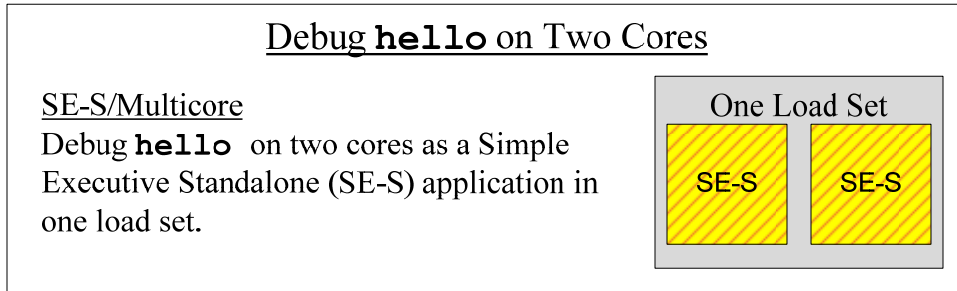 Debug hello on Two Cores
SE-S/Multicore
Debug hello on two cores as a Simple
Executive Standalone (SE-S) application in
one load set.
One Load Set
SE-S SE-S